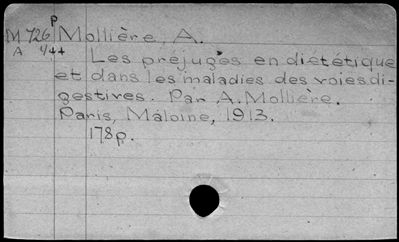 P
M 726 Mollière, A.
A 4++
Les préjugés en diététique
et dans les maladies des voies di-
gestives. Par A. Mollière.
Paris, Maloine, 1913.
178p.